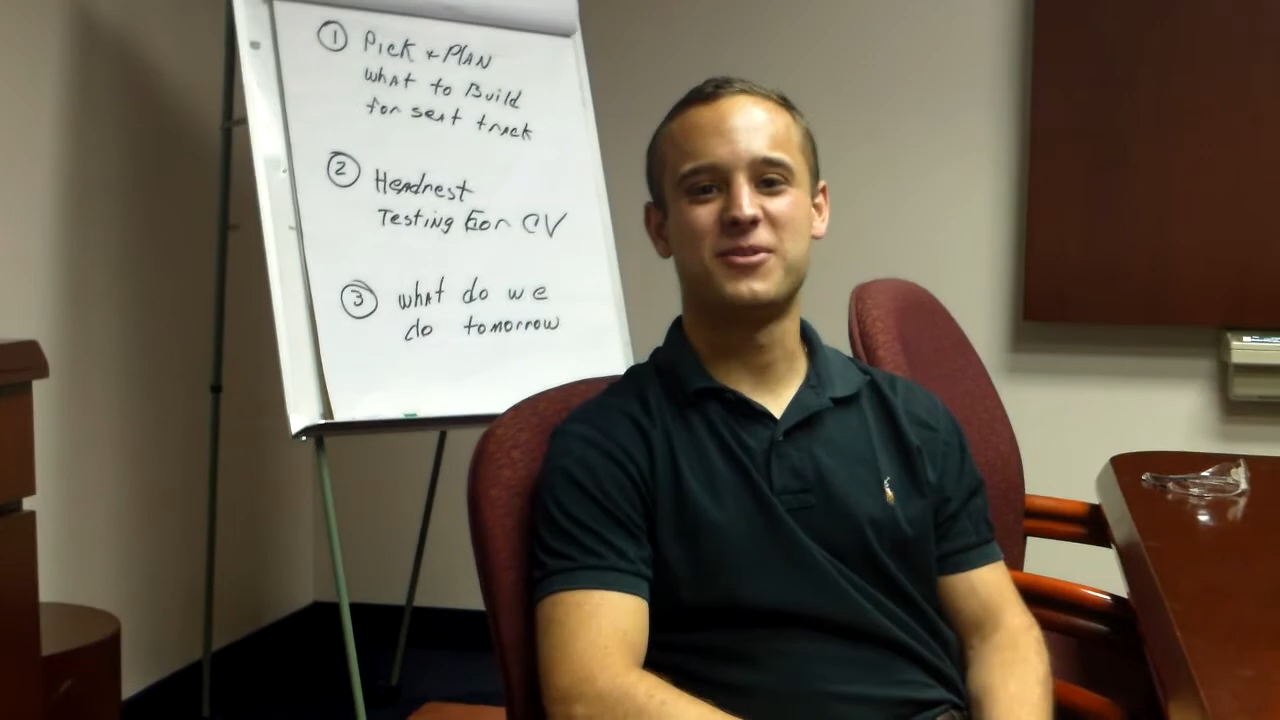 1 Pick + PLAN
what to Build
for seat track
2 Headrest
Testing For CV
3 what do we
do tomorrow